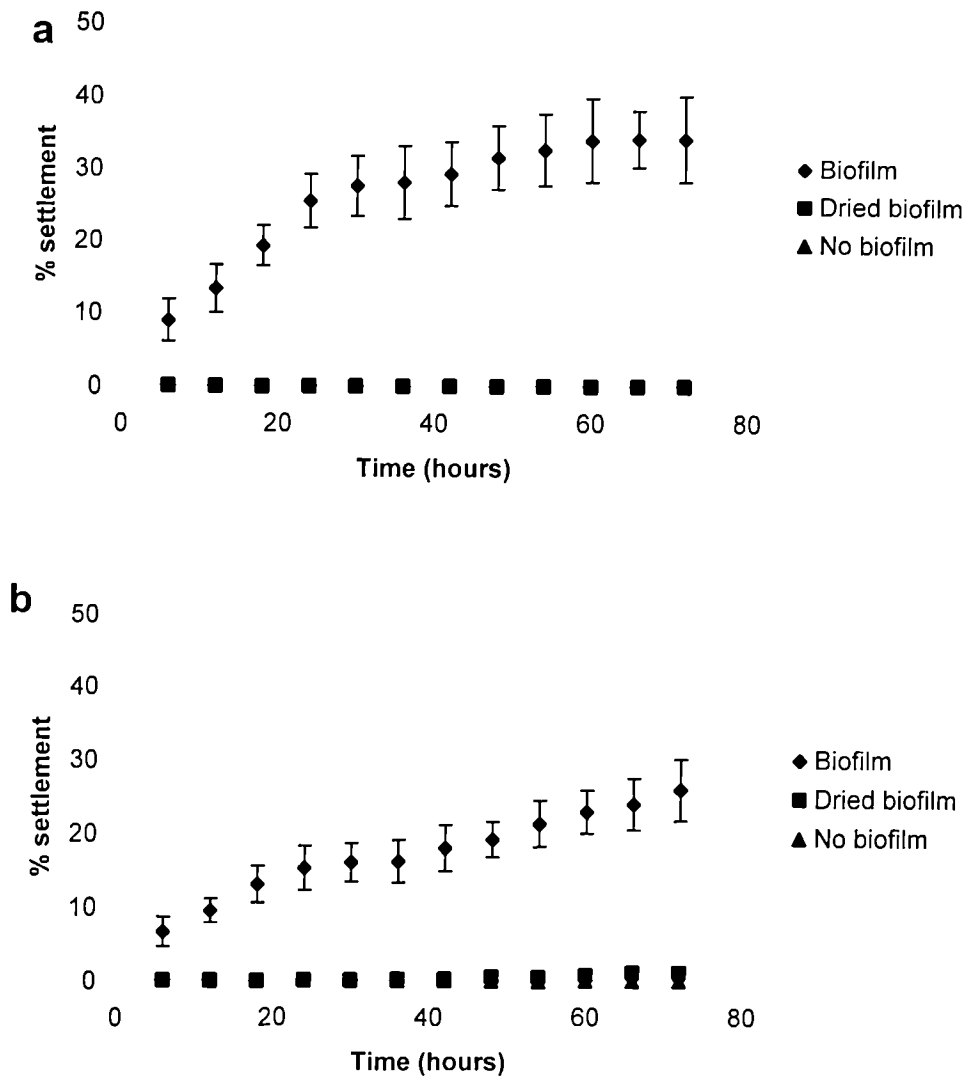 a
50
40
30
20
10
0
% settlement
0 20 40 60 80
Time (hours)
Biofilm
Dried biofilm
No biofilm
b
50
40
30
20
10
0
% settlement
0 20 40 60 80
Time (hours)
Biofilm
Dried biofilm
No biofilm